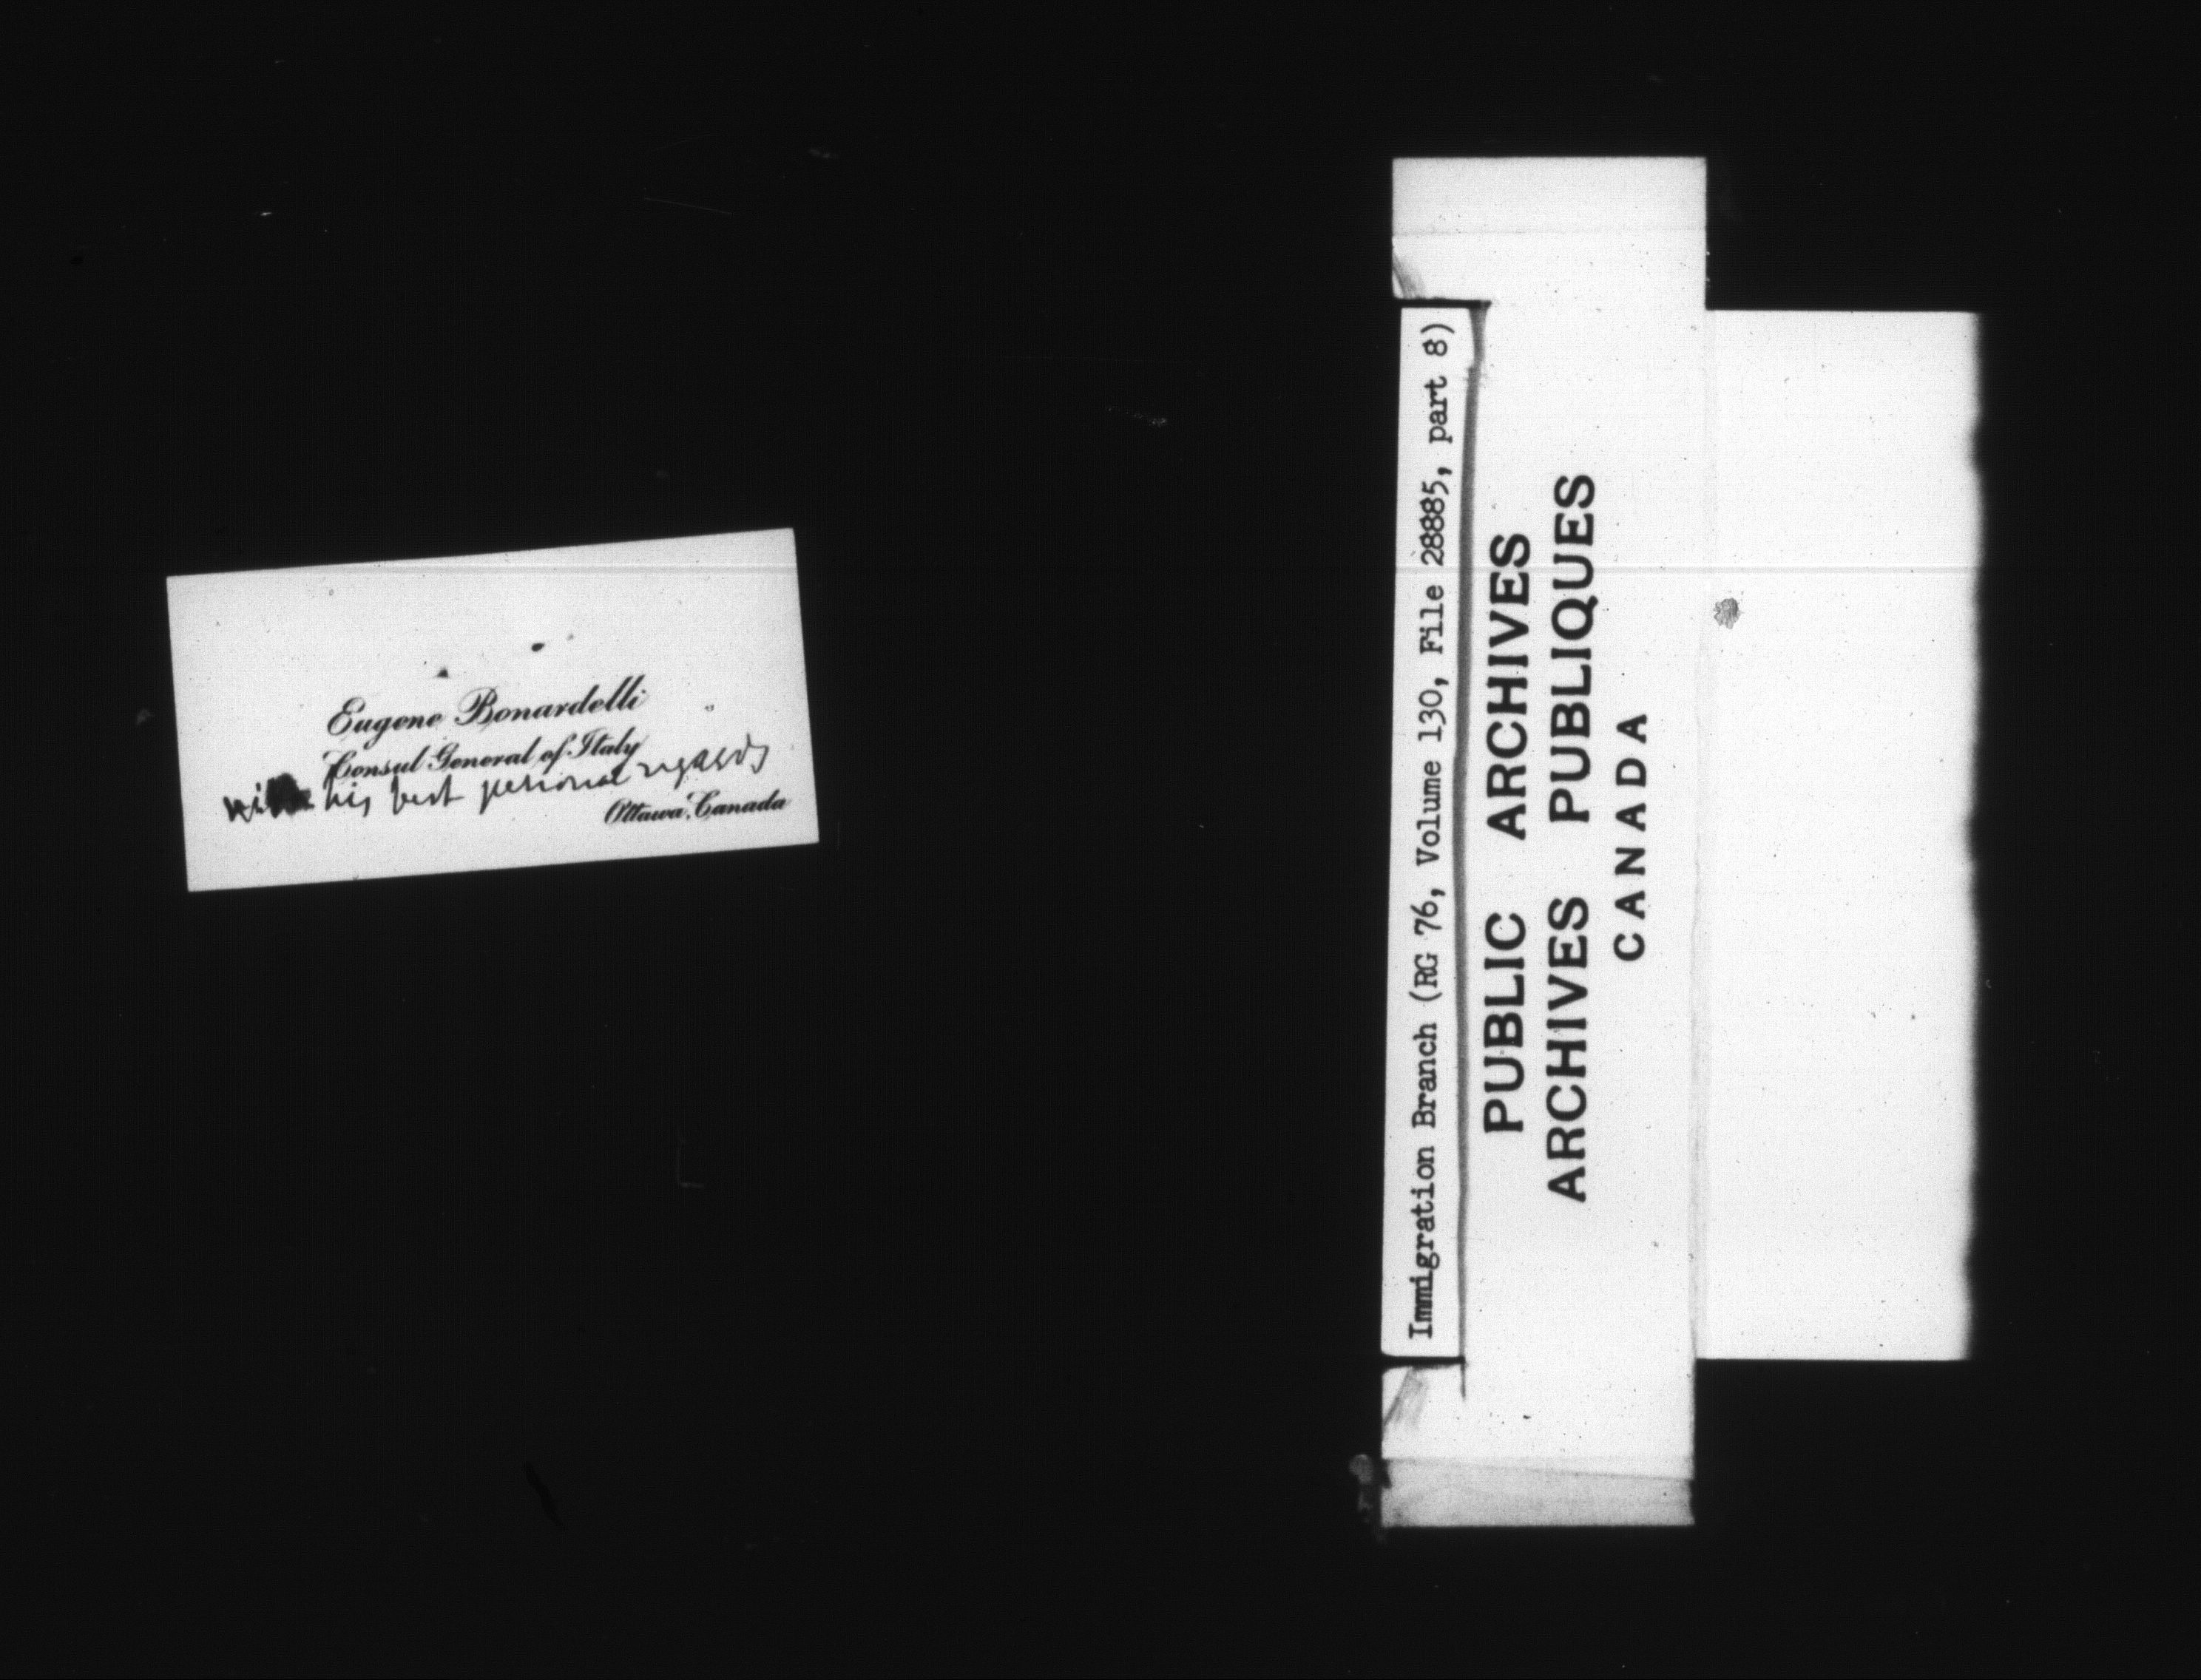 Eugene Bonardelli
Consul General of Italy
with his best personal regards
Ottawa, Canada
Immigration Branch (RG 76, Volume 130, File 28885, part 8)
PUBLIC ARCHIVES
ARCHIVES PUBLIQUES
CANADA